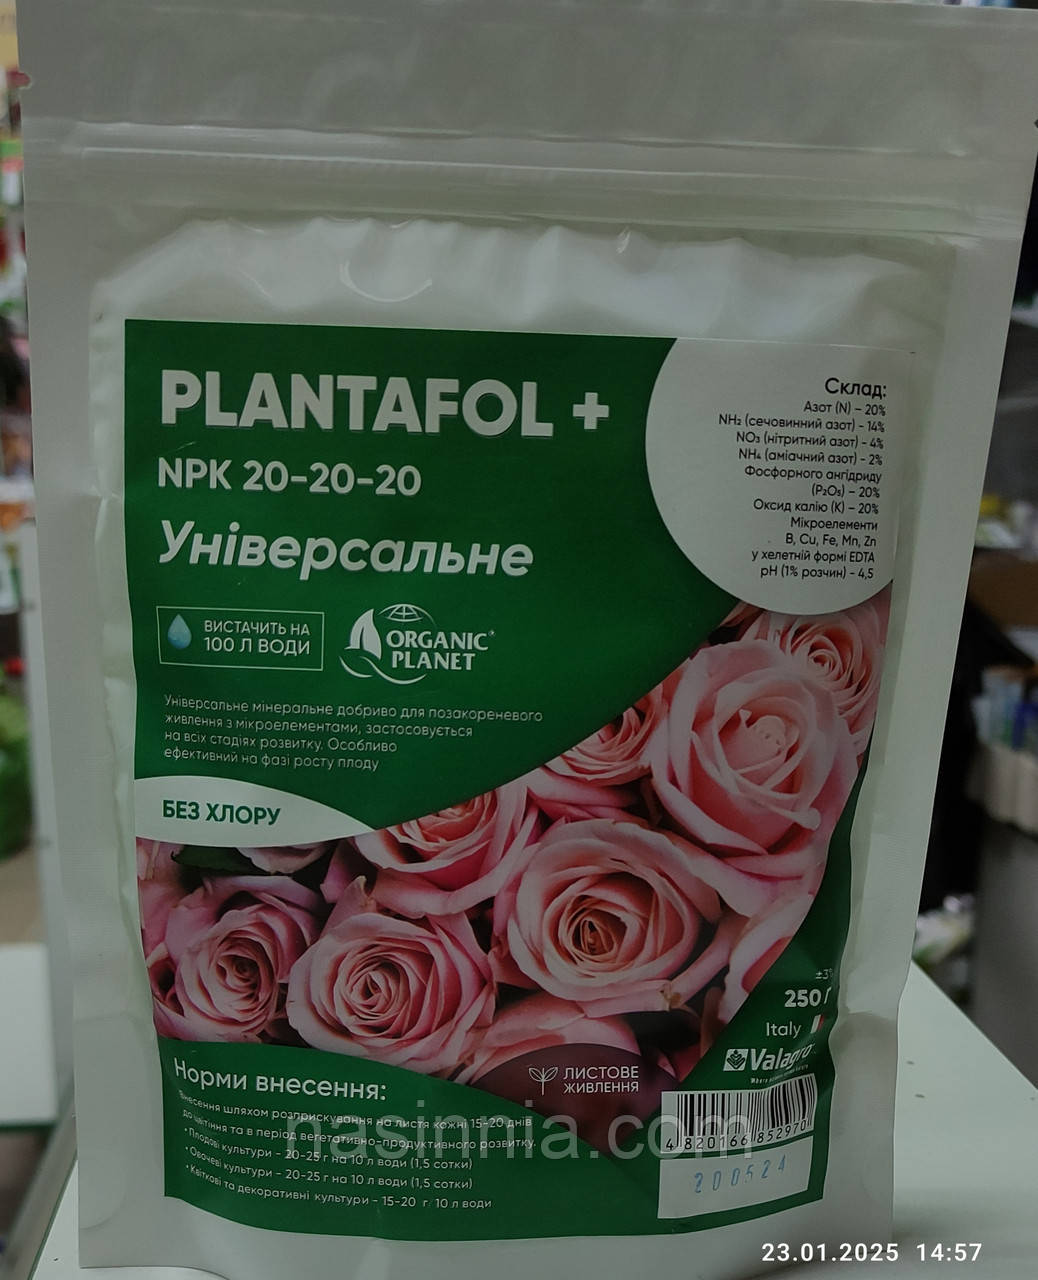 PLANTAFOL +
NPK 20-20-20
Універсальне
ВИСТАЧИТЬ НА
100 Л ВОДИ
ORGANIC®
PLANET
Склад:
Азот (N) – 20%
NH₂ (сечовинний азот) - 14%
NO₃ (нітритний азот) - 4%
NH₄ (аміачний азот) - 2%
Фосфорного ангідриду
(P₂O₅) – 20%
Оксид калію (К) – 20%
Мікроелементи
B, Cu, Fe, Mn, Zn
у хелетній формі EDTA
pH (1% розчин) - 4,5
Універсальне мінеральне добриво для позакореневого
живлення з мікроелементами, застосовується
на всіх стадіях розвитку. Особливо
ефективний на фазі росту плоду
БЕЗ ХЛОРУ
±3%
250 Г
Italy
Valagro
ЛИСТОВЕ
ЖИВЛЕННЯ
Норми внесення:
Внесення шляхом розприскування на листя кожні 15-20 днів
до цвітіння та в період вегетативно-продуктивного розвитку.
• Плодові культури - 20-25 г на 10 л води (1,5 сотки)
• Овочеві культури - 20-25 г на 10 л води (1,5 сотки)
• Квіткові та декоративні культури - 15-20 г 10 л води
4 820166 852970
200524
nasinnia.com
23.01.2025 14:57